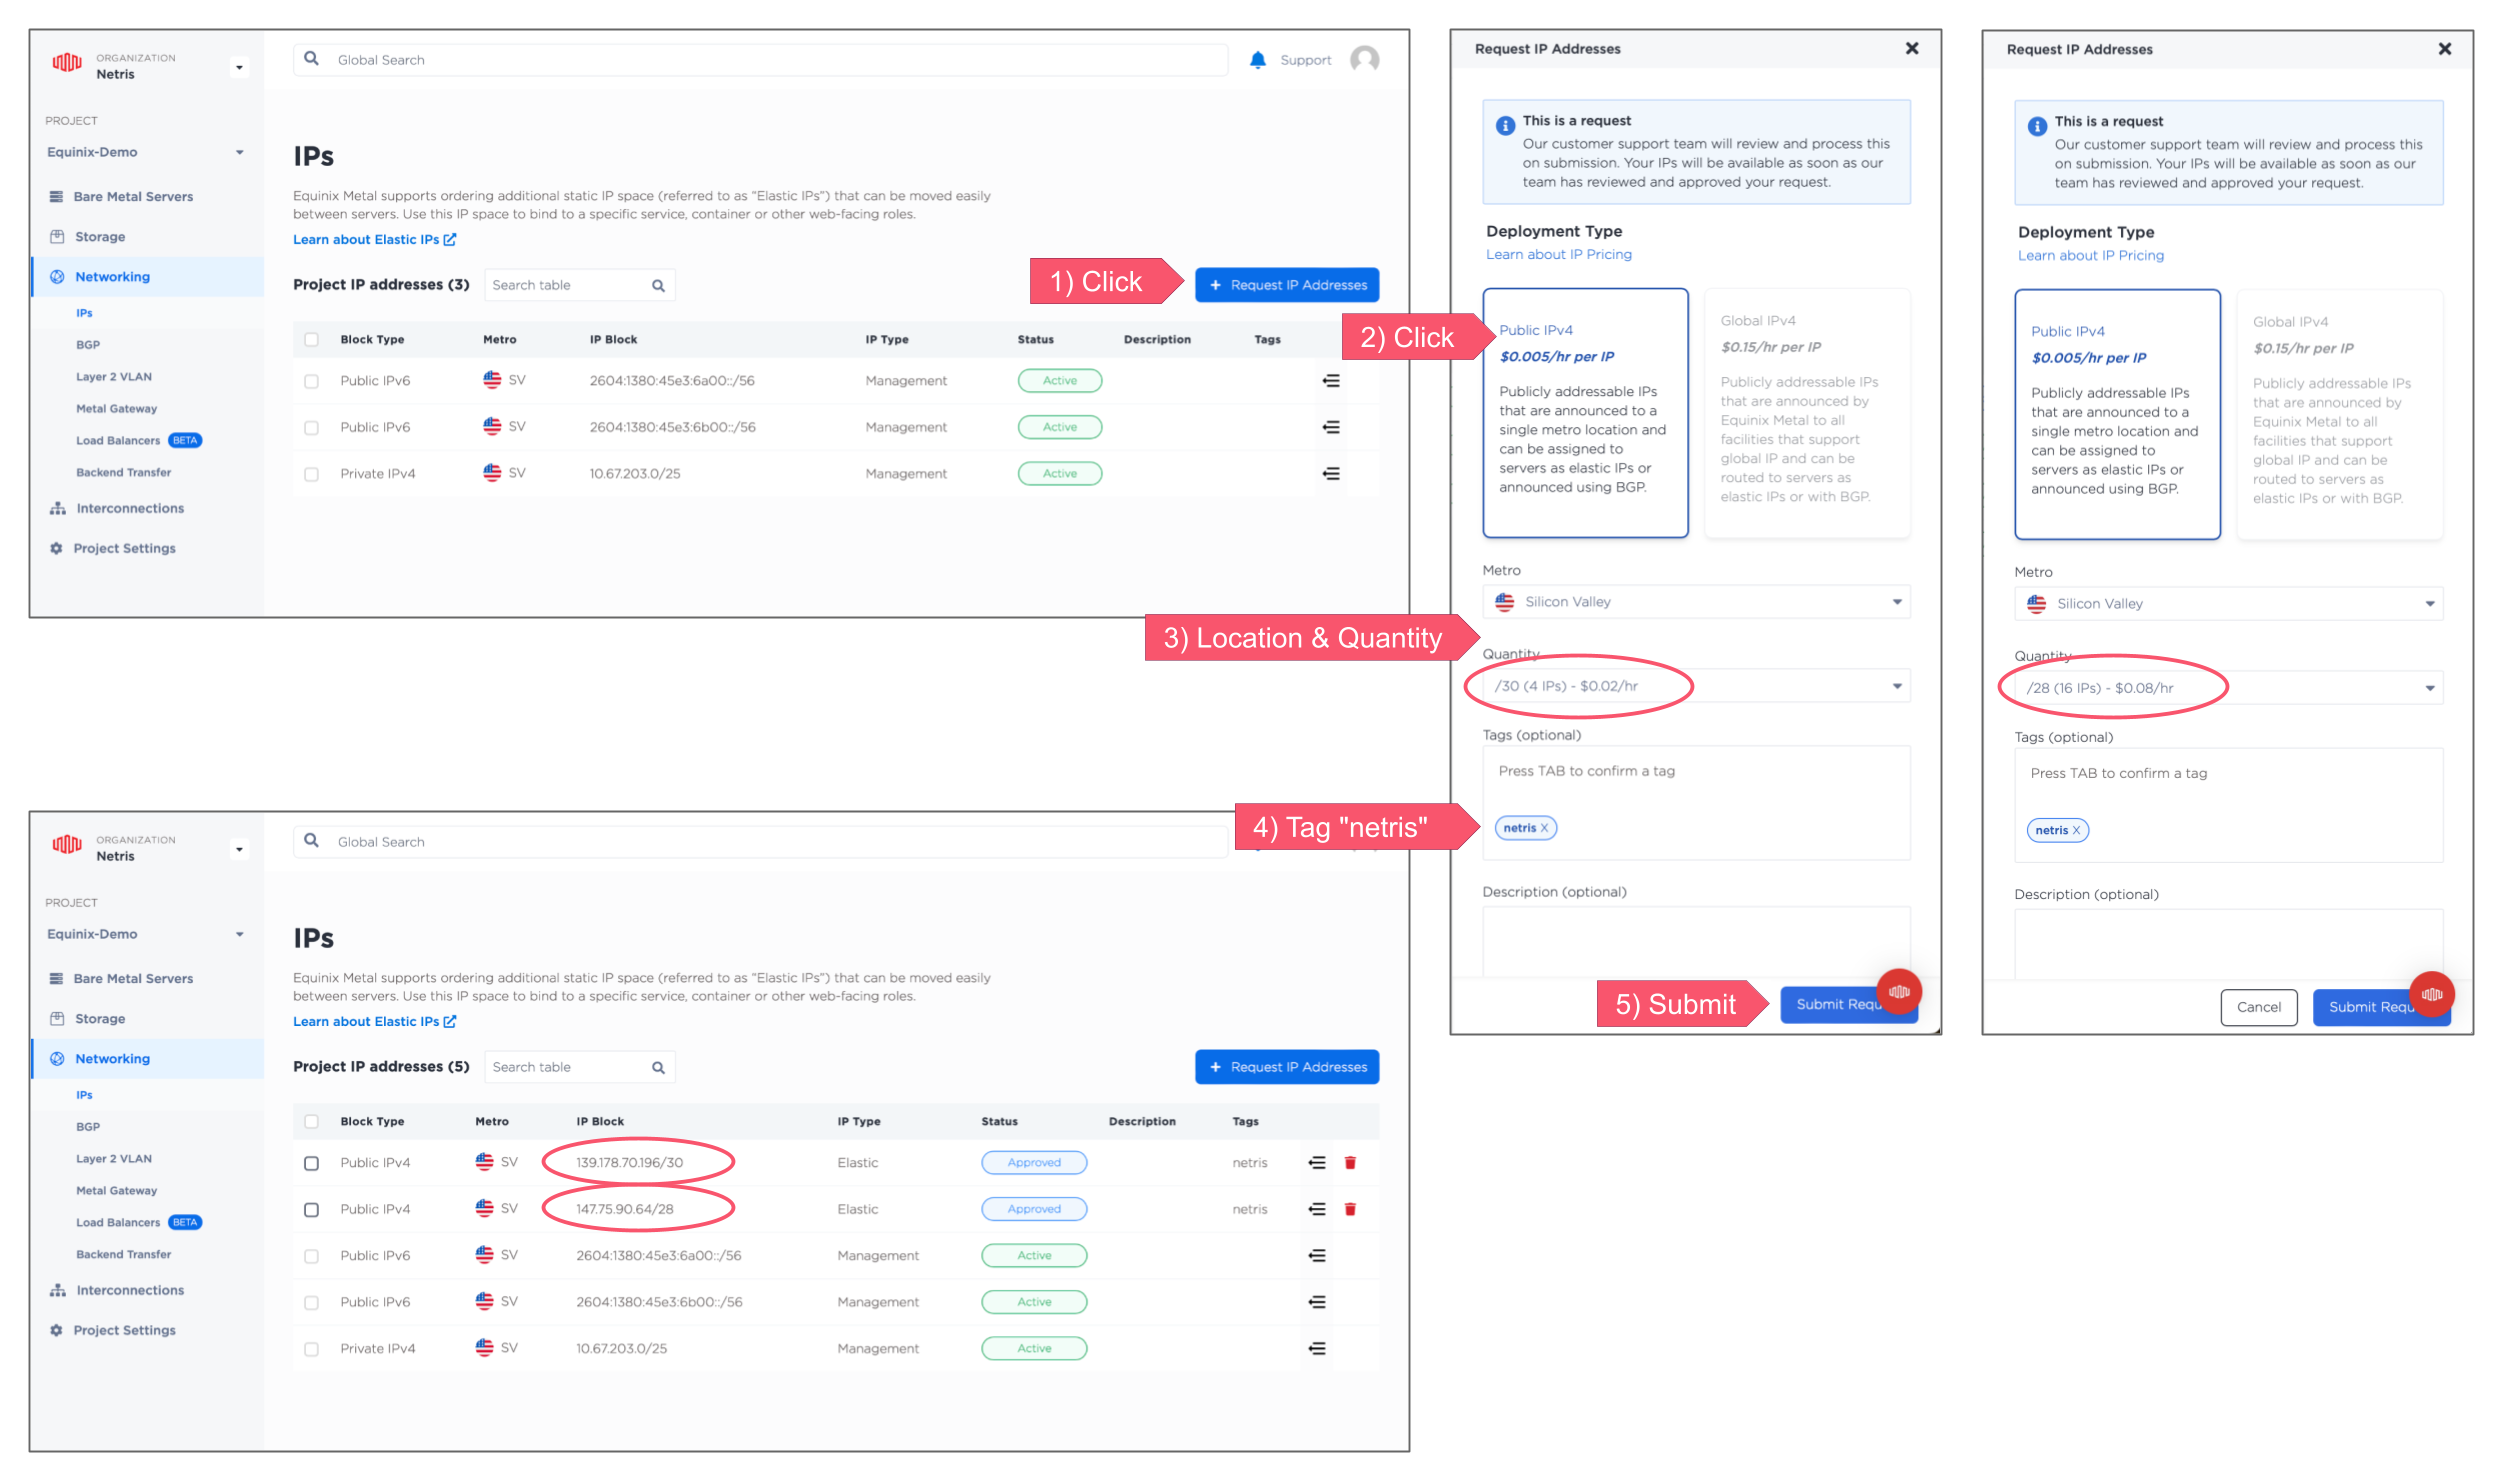 ORGANIZATION
Netris
Global Search
Support
PROJECT
Equinix-Demo
Bare Metal Servers
Storage
Networking
IPs
BGP
Layer 2 VLAN
Metal Gateway
Load Balancers BETA
Backend Transfer
Interconnections
Project Settings
IPs
Equinix Metal supports ordering additional static IP space (referred to as “Elastic IPs”) that can be moved easily
between servers. Use this IP space to bind to a specific service, container or other web-facing roles.
Learn about Elastic IPs
Project IP addresses (3) Search table
1) Click
+ Request IP Addresses
Block Type Metro IP Block IP Type Status Description Tags
Public IPv6 SV 2604:1380:45e3:6a00::/56 Management Active
Public IPv6 SV 2604:1380:45e3:6b00::/56 Management Active
Private IPv4 SV 10.67.203.0/25 Management Active
Request IP Addresses
This is a request
Our customer support team will review and process this
on submission. Your IPs will be available as soon as our
team has reviewed and approved your request.
Deployment Type
Learn about IP Pricing
2) Click
Public IPv4
$0.005/hr per IP
Publicly addressable IPs
that are announced to a
single metro location and
can be assigned to
servers as elastic IPs or
announced using BGP.
Global IPv4
$0.15/hr per IP
Publicly addressable IPs
that are announced by
Equinix Metal to all
facilities that support
global IP and can be
routed to servers as
elastic IPs or with BGP.
Metro
Silicon Valley
3) Location & Quantity
Quantity
/30 (4 IPs) - $0.02/hr
Tags (optional)
Press TAB to confirm a tag
4) Tag "netris"
netris X
Description (optional)
5) Submit
Submit Requ
Request IP Addresses
This is a request
Our customer support team will review and process this
on submission. Your IPs will be available as soon as our
team has reviewed and approved your request.
Deployment Type
Learn about IP Pricing
Public IPv4
$0.005/hr per IP
Publicly addressable IPs
that are announced to a
single metro location and
can be assigned to
servers as elastic IPs or
announced using BGP.
Global IPv4
$0.15/hr per IP
Publicly addressable IPs
that are announced by
Equinix Metal to all
facilities that support
global IP and can be
routed to servers as
elastic IPs or with BGP.
Metro
Silicon Valley
Quantity
/28 (16 IPs) - $0.08/hr
Tags (optional)
Press TAB to confirm a tag
netris X
Description (optional)
Cancel
Submit Requ
ORGANIZATION
Netris
Global Search
PROJECT
Equinix-Demo
Bare Metal Servers
Storage
Networking
IPs
BGP
Layer 2 VLAN
Metal Gateway
Load Balancers BETA
Backend Transfer
Interconnections
Project Settings
IPs
Equinix Metal supports ordering additional static IP space (referred to as “Elastic IPs”) that can be moved easily
between servers. Use this IP space to bind to a specific service, container or other web-facing roles.
Learn about Elastic IPs
Project IP addresses (5) Search table
+ Request IP Addresses
Block Type Metro IP Block IP Type Status Description Tags
Public IPv4 SV 139.178.70.196/30 Elastic Approved netris
Public IPv4 SV 147.75.90.64/28 Elastic Approved netris
Public IPv6 SV 2604:1380:45e3:6a00::/56 Management Active
Public IPv6 SV 2604:1380:45e3:6b00::/56 Management Active
Private IPv4 SV 10.67.203.0/25 Management Active